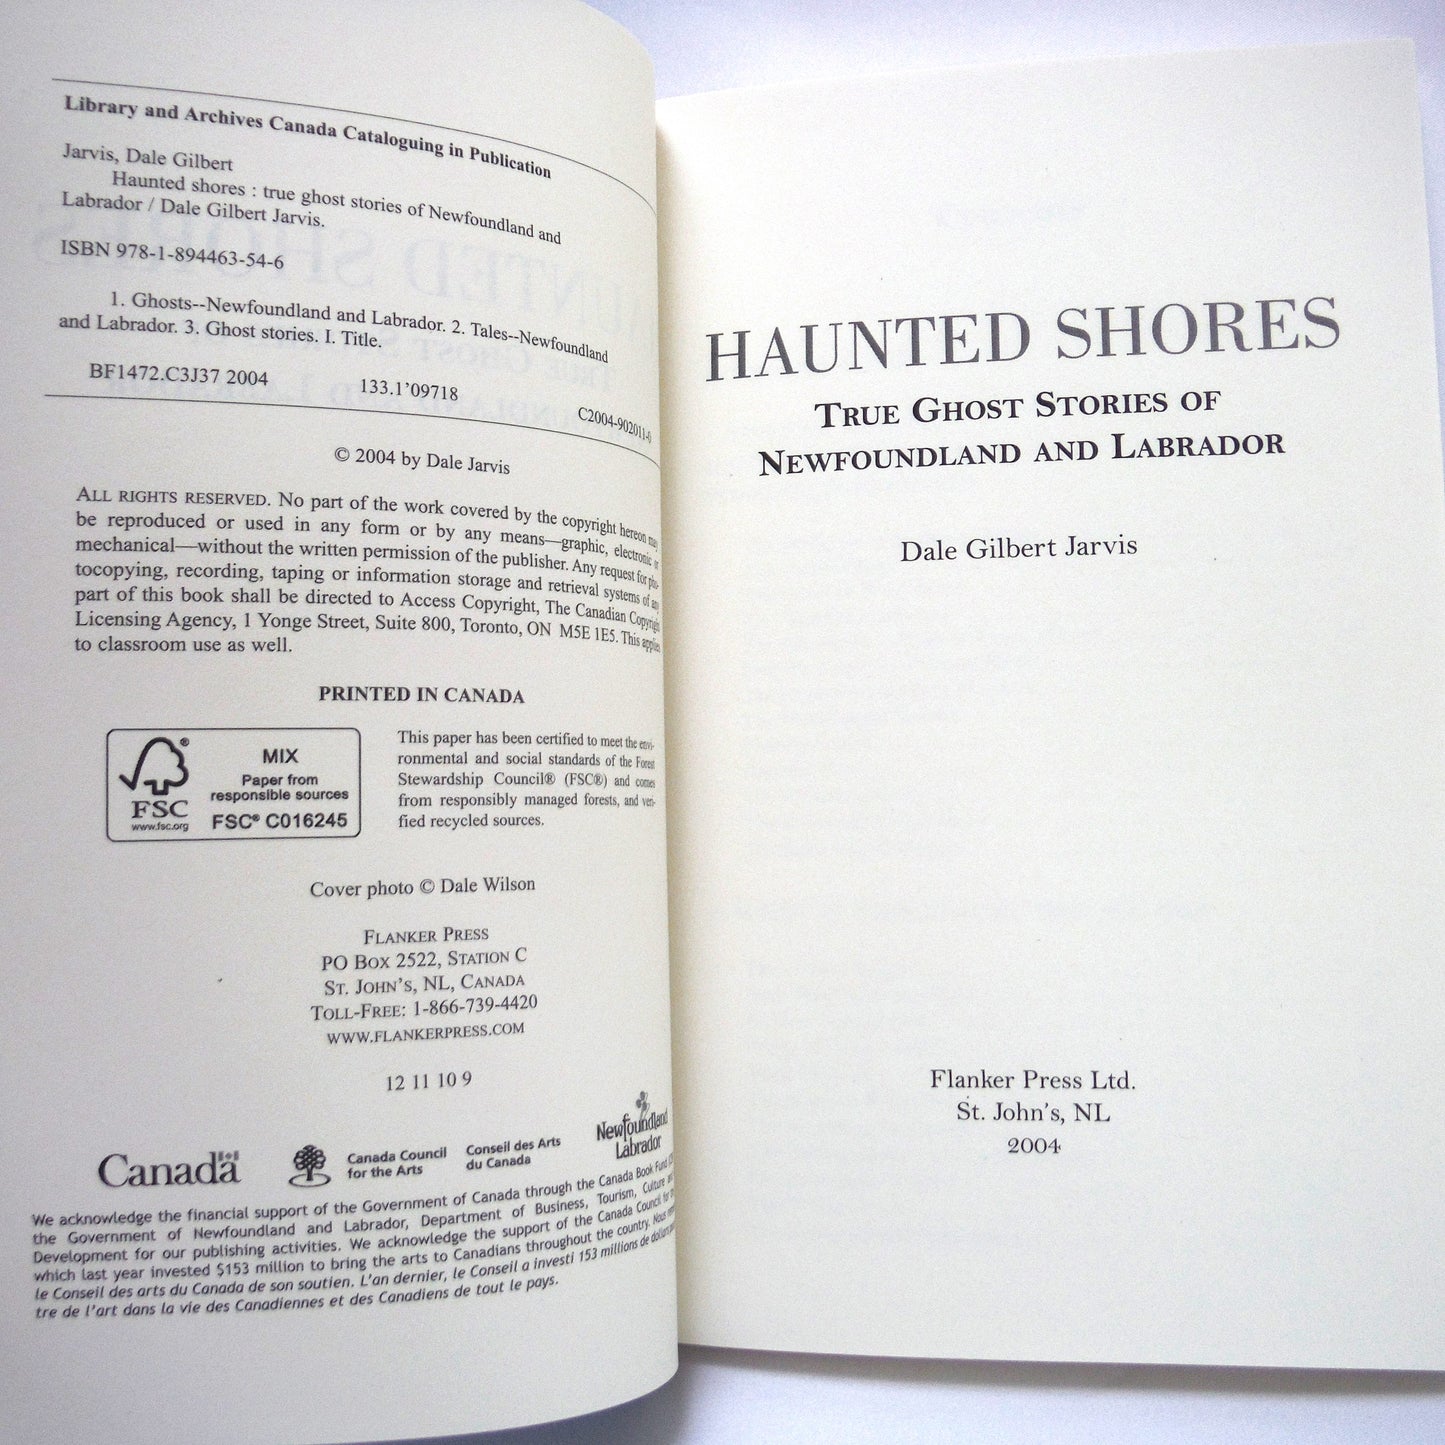 Library and Archives Canada Cataloguing in Publication
Jarvis, Dale Gilbert
Haunted shores : true ghost stories of Newfoundland and
Labrador / Dale Gilbert Jarvis.
ISBN 978-1-894463-54-6
1. Ghosts--Newfoundland and Labrador. 2. Tales--Newfoundland
and Labrador. 3. Ghost stories. I. Title.
BF1472.C3J37 2004 133.1'09718
C2004-902011-0
© 2004 by Dale Jarvis
ALL RIGHTS RESERVED. No part of the work covered by the copyright hereon may
be reproduced or used in any form or by any means—graphic, electronic or
mechanical—without the written permission of the publisher. Any request for pho-
tocopying, recording, taping or information storage and retrieval systems of any
part of this book shall be directed to Access Copyright, The Canadian Copyright
Licensing Agency, 1 Yonge Street, Suite 800, Toronto, ON M5E 1E5. This applies
to classroom use as well.
PRINTED IN CANADA
FSC®
www.fsc.org
MIX
Paper from
responsible sources
FSC® C016245
This paper has been certified to meet the envi-
ronmental and social standards of the Forest
Stewardship Council® (FSC®) and comes
from responsibly managed forests, and veri-
fied recycled sources.
Cover photo © Dale Wilson
FLANKER PRESS
PO BOX 2522, STATION C
ST. JOHN'S, NL, CANADA
TOLL-FREE: 1-866-739-4420
WWW.FLANKERPRESS.COM
12 11 10 9
Canada
Canada Council
for the Arts
Conseil des Arts
du Canada
Newfoundland
Labrador
We acknowledge the financial support of the Government of Canada through the Canada Book Fund
the Government of Newfoundland and Labrador, Department of Business, Tourism, Culture
Development for our publishing activities. We acknowledge the support of the Canada Council for
which last year invested $153 million to bring the arts to Canadians throughout the country. Nous
le Conseil des arts du Canada de son soutien. L'an dernier, le Conseil a investi 153 millions de dollars
tre de l'art dans la vie des Canadiennes et des Canadiens de tout le pays.
HAUNTED SHORES
TRUE GHOST STORIES OF
NEWFOUNDLAND AND LABRADOR
Dale Gilbert Jarvis
Flanker Press Ltd.
St. John's, NL
2004